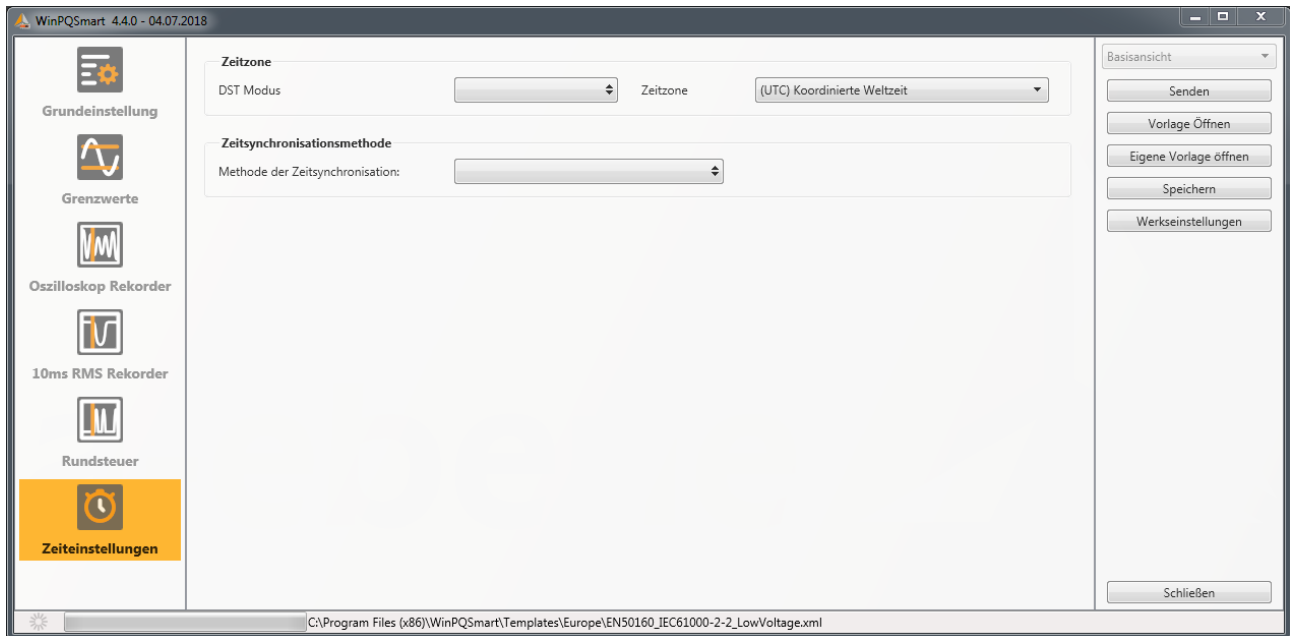 WinPQSmart 4.4.0 - 04.07.2018
Grundeinstellung
Grenzwerte
Oszilloskop Rekorder
10ms RMS Rekorder
Rundsteuer
Zeiteinstellungen
Zeitzone
DST Modus
Zeitzone
(UTC) Koordinierte Weltzeit
Zeitsynchronisationsmethode
Methode der Zeitsynchronisation:
Basisansicht
Senden
Vorlage Öffnen
Eigene Vorlage öffnen
Speichern
Werkseinstellungen
Schließen
C:\Program Files (x86)\WinPQSmart\Templates\Europe\EN50160_IEC61000-2-2_LowVoltage.xml